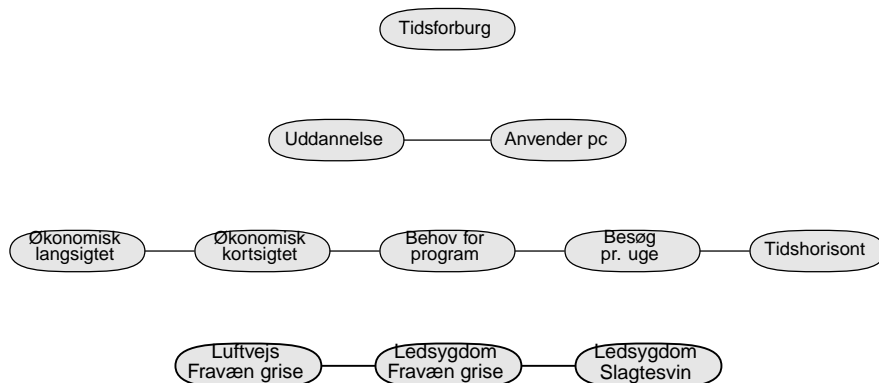 Tidsforburg
Uddannelse
Anvender pc
Økonomisk
langsigtet
Økonomisk
kortsigtet
Behov for
program
Besøg
pr. uge
Tidshorisont
Luftvejs
Fravæn grise
Ledsygdom
Fravæn grise
Ledsygdom
Slagtesvin